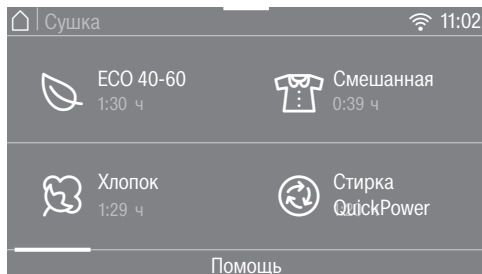 Сушка 11:02
ECO 40-60
1:30 ч
Смешанная
0:39 ч
Хлопок
1:29 ч
Стирка
QuickPower
Помощь